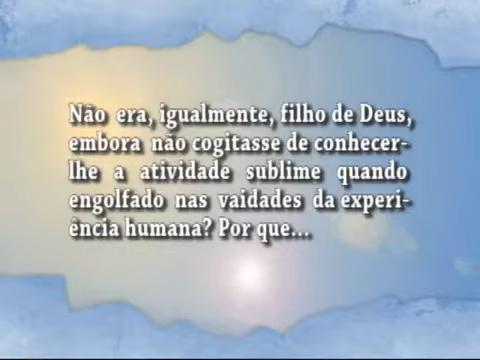 Não era, igualmente, filho de Deus,
embora não cogitasse de conhecer-
lhe a atividade sublime quando
engolfado nas vaidades da experi-
ência humana? Por que...